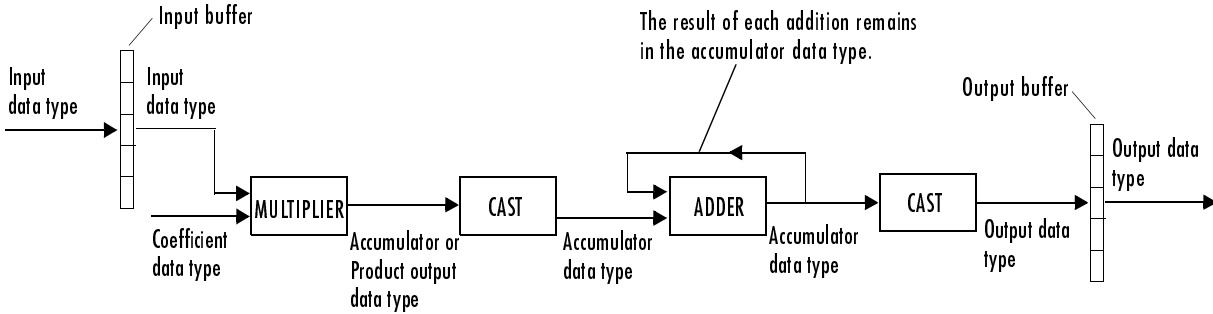 Input buffer
The result of each addition remains
in the accumulator data type.
Input
data type
Input
data type
Output buffer
Output data
type
MULTIPLIER
CAST
ADDER
CAST
Coefficient
data type
Accumulator or
Product output
data type
Accumulator
data type
Accumulator
data type
Output data
type